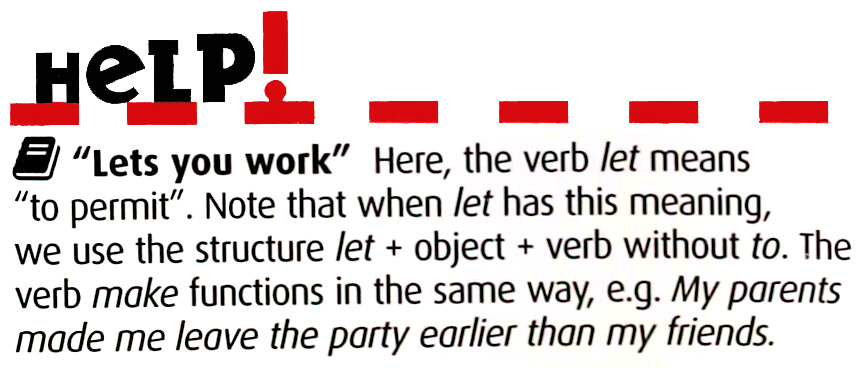 HeLP!
"Lets you work" Here, the verb let means
"to permit". Note that when let has this meaning,
we use the structure let + object + verb without to. The
verb make functions in the same way, e.g. My parents
made me leave the party earlier than my friends.